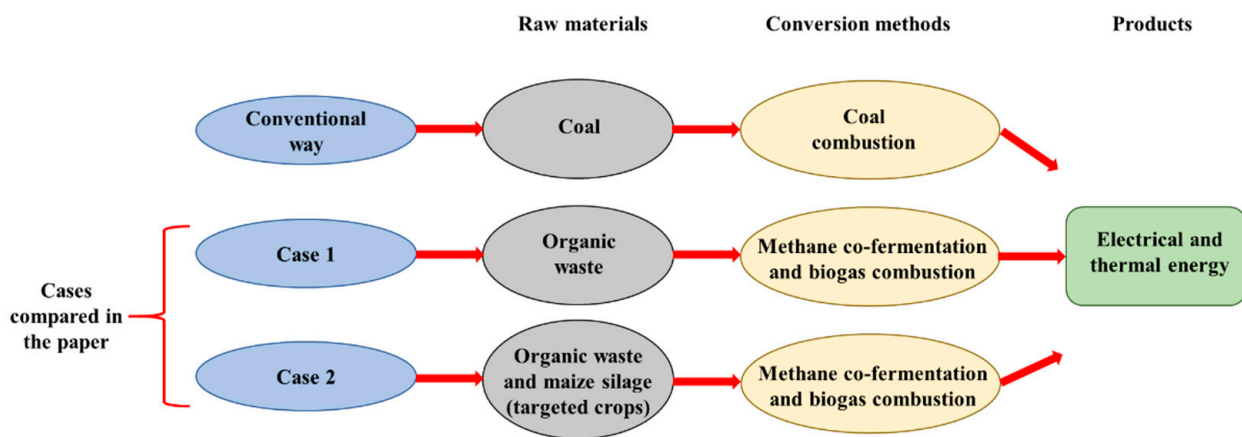 Raw materials
Conversion methods
Products
Conventional
way
Coal
Coal
combustion
Cases
compared in
the paper
Case 1
Organic
waste
Methane co-fermentation
and biogas combustion
Electrical and
thermal energy
Case 2
Organic waste
and maize silage
(targeted crops)
Methane co-fermentation
and biogas combustion